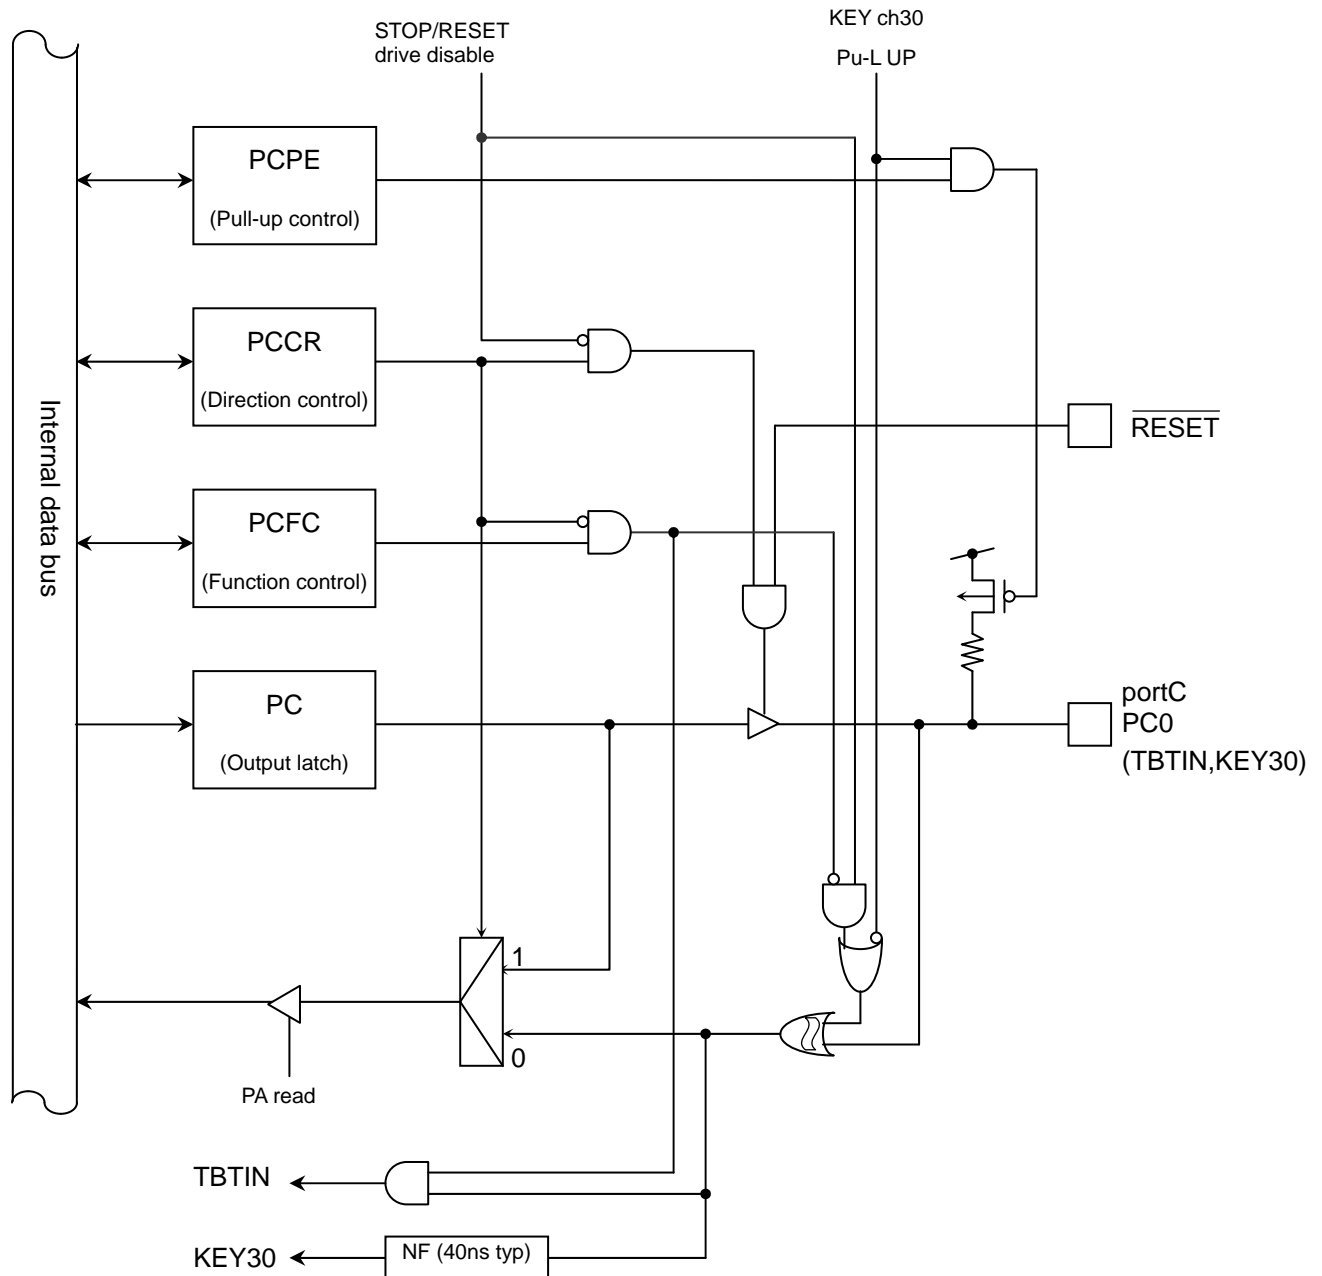 KEY ch30
STOP/RESET
drive disable
Pu-L UP
PCPE
(Pull-up control)
PCCR
(Direction control)
Internal data bus
RESET
PCFC
(Function control)
PC
(Output latch)
portC
PC0
(TBTIN,KEY30)
1
0
PA read
TBTIN
KEY30
NF (40ns typ)